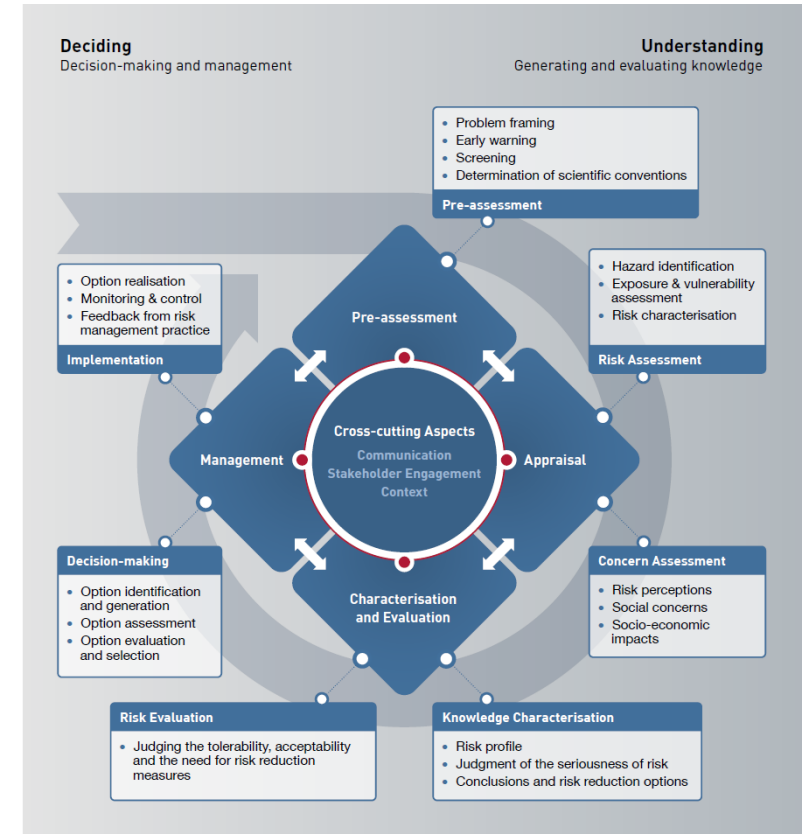 Deciding
Decision-making and management
Understanding
Generating and evaluating knowledge
• Problem framing
• Early warning
• Screening
• Determination of scientific conventions
Pre-assessment
• Option realisation
• Monitoring & control
• Feedback from risk
management practice
Implementation
• Hazard identification
• Exposure & vulnerability
assessment
• Risk characterisation
Risk Assessment
Pre-assessment
Management
Cross-cutting Aspects
Communication
Stakeholder Engagement
Context
Appraisal
Characterisation
and Evaluation
Decision-making
• Option identification
and generation
• Option assessment
• Option evaluation
and selection
Concern Assessment
• Risk perceptions
• Social concerns
• Socio-economic
impacts
Risk Evaluation
• Judging the tolerability, acceptability
and the need for risk reduction
measures
Knowledge Characterisation
• Risk profile
• Judgment of the seriousness of risk
• Conclusions and risk reduction options